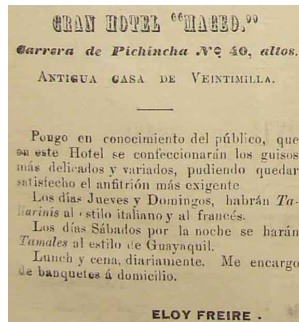 GRAN HOTEL "MACEO."
Carrera de Pichincha Nº 40, altos.
ANTIGUA CASA DE VEINTIMILLA.
Pongo en conocimiento del público, que
en este Hotel se confeccionarán los guisos
más delicados y variados, pudiendo quedar
satisfecho el anfitrión más exigente
Los días Jueves y Domingos, habrán Ta-
llarinis al estilo italiano y al francés.
Los días Sábados por la noche se harán
Tamales al estilo de Guayaquil.
Lunch y cena, diariamente. Me encargo
de banquetes á domicilio.
ELOY FREIRE.